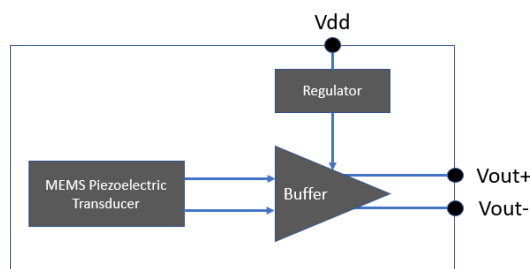 Vdd
Regulator
MEMS Piezoelectric
Transducer
Buffer
Vout+
Vout-